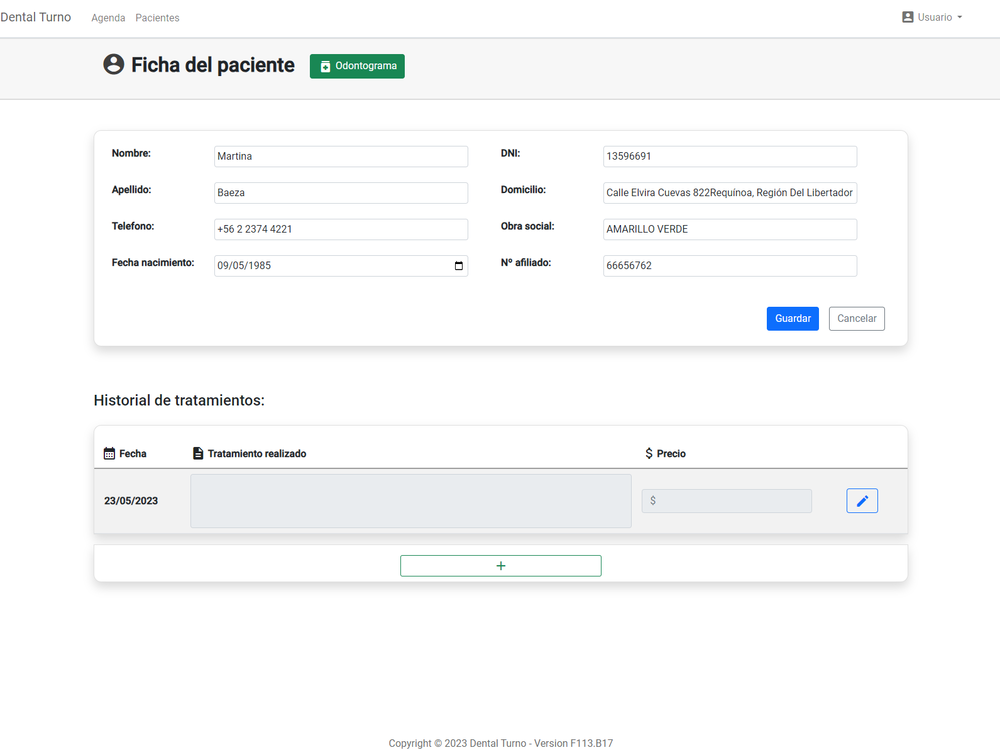 Dental Turno Agenda Pacientes Usuario
Ficha del paciente Odontograma
Nombre: Martina DNI: 13596691
Apellido: Baeza Domicilio: Calle Elvira Cuevas 822Requínoa, Región Del Libertador
Telefono: +56 2 2374 4221 Obra social: AMARILLO VERDE
Fecha nacimiento: 09/05/1985 Nº afiliado: 66656762
Guardar Cancelar
Historial de tratamientos:
Fecha Tratamiento realizado $ Precio
23/05/2023 $
+
Copyright © 2023 Dental Turno - Version F113.B17